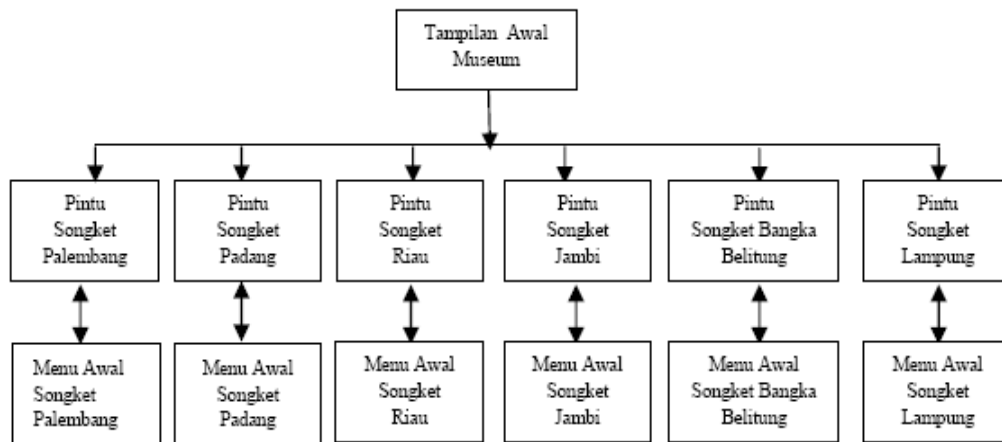 Tampilan Awal
Museum
Pintu
Songket
Palembang
Pintu
Songket
Padang
Pintu
Songket
Riau
Pintu
Songket
Jambi
Pintu
Songket Bangka
Belitung
Pintu
Songket
Lampung
Menu Awal
Songket
Palembang
Menu Awal
Songket
Padang
Menu Awal
Songket
Riau
Menu Awal
Songket
Jambi
Menu Awal
Songket Bangka
Belitung
Menu Awal
Songket
Lampung